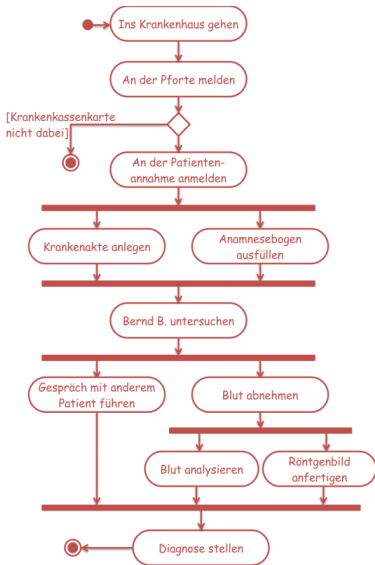 Ins Krankenhaus gehen
An der Pforte melden
[Krankenkassenkarte
nicht dabei]
An der Patienten-
annahme anmelden
Krankenakte anlegen
Anamnesebogen
ausfüllen
Bernd B. untersuchen
Gespräch mit anderem
Patient führen
Blut abnehmen
Blut analysieren
Röntgenbild
anfertigen
Diagnose stellen